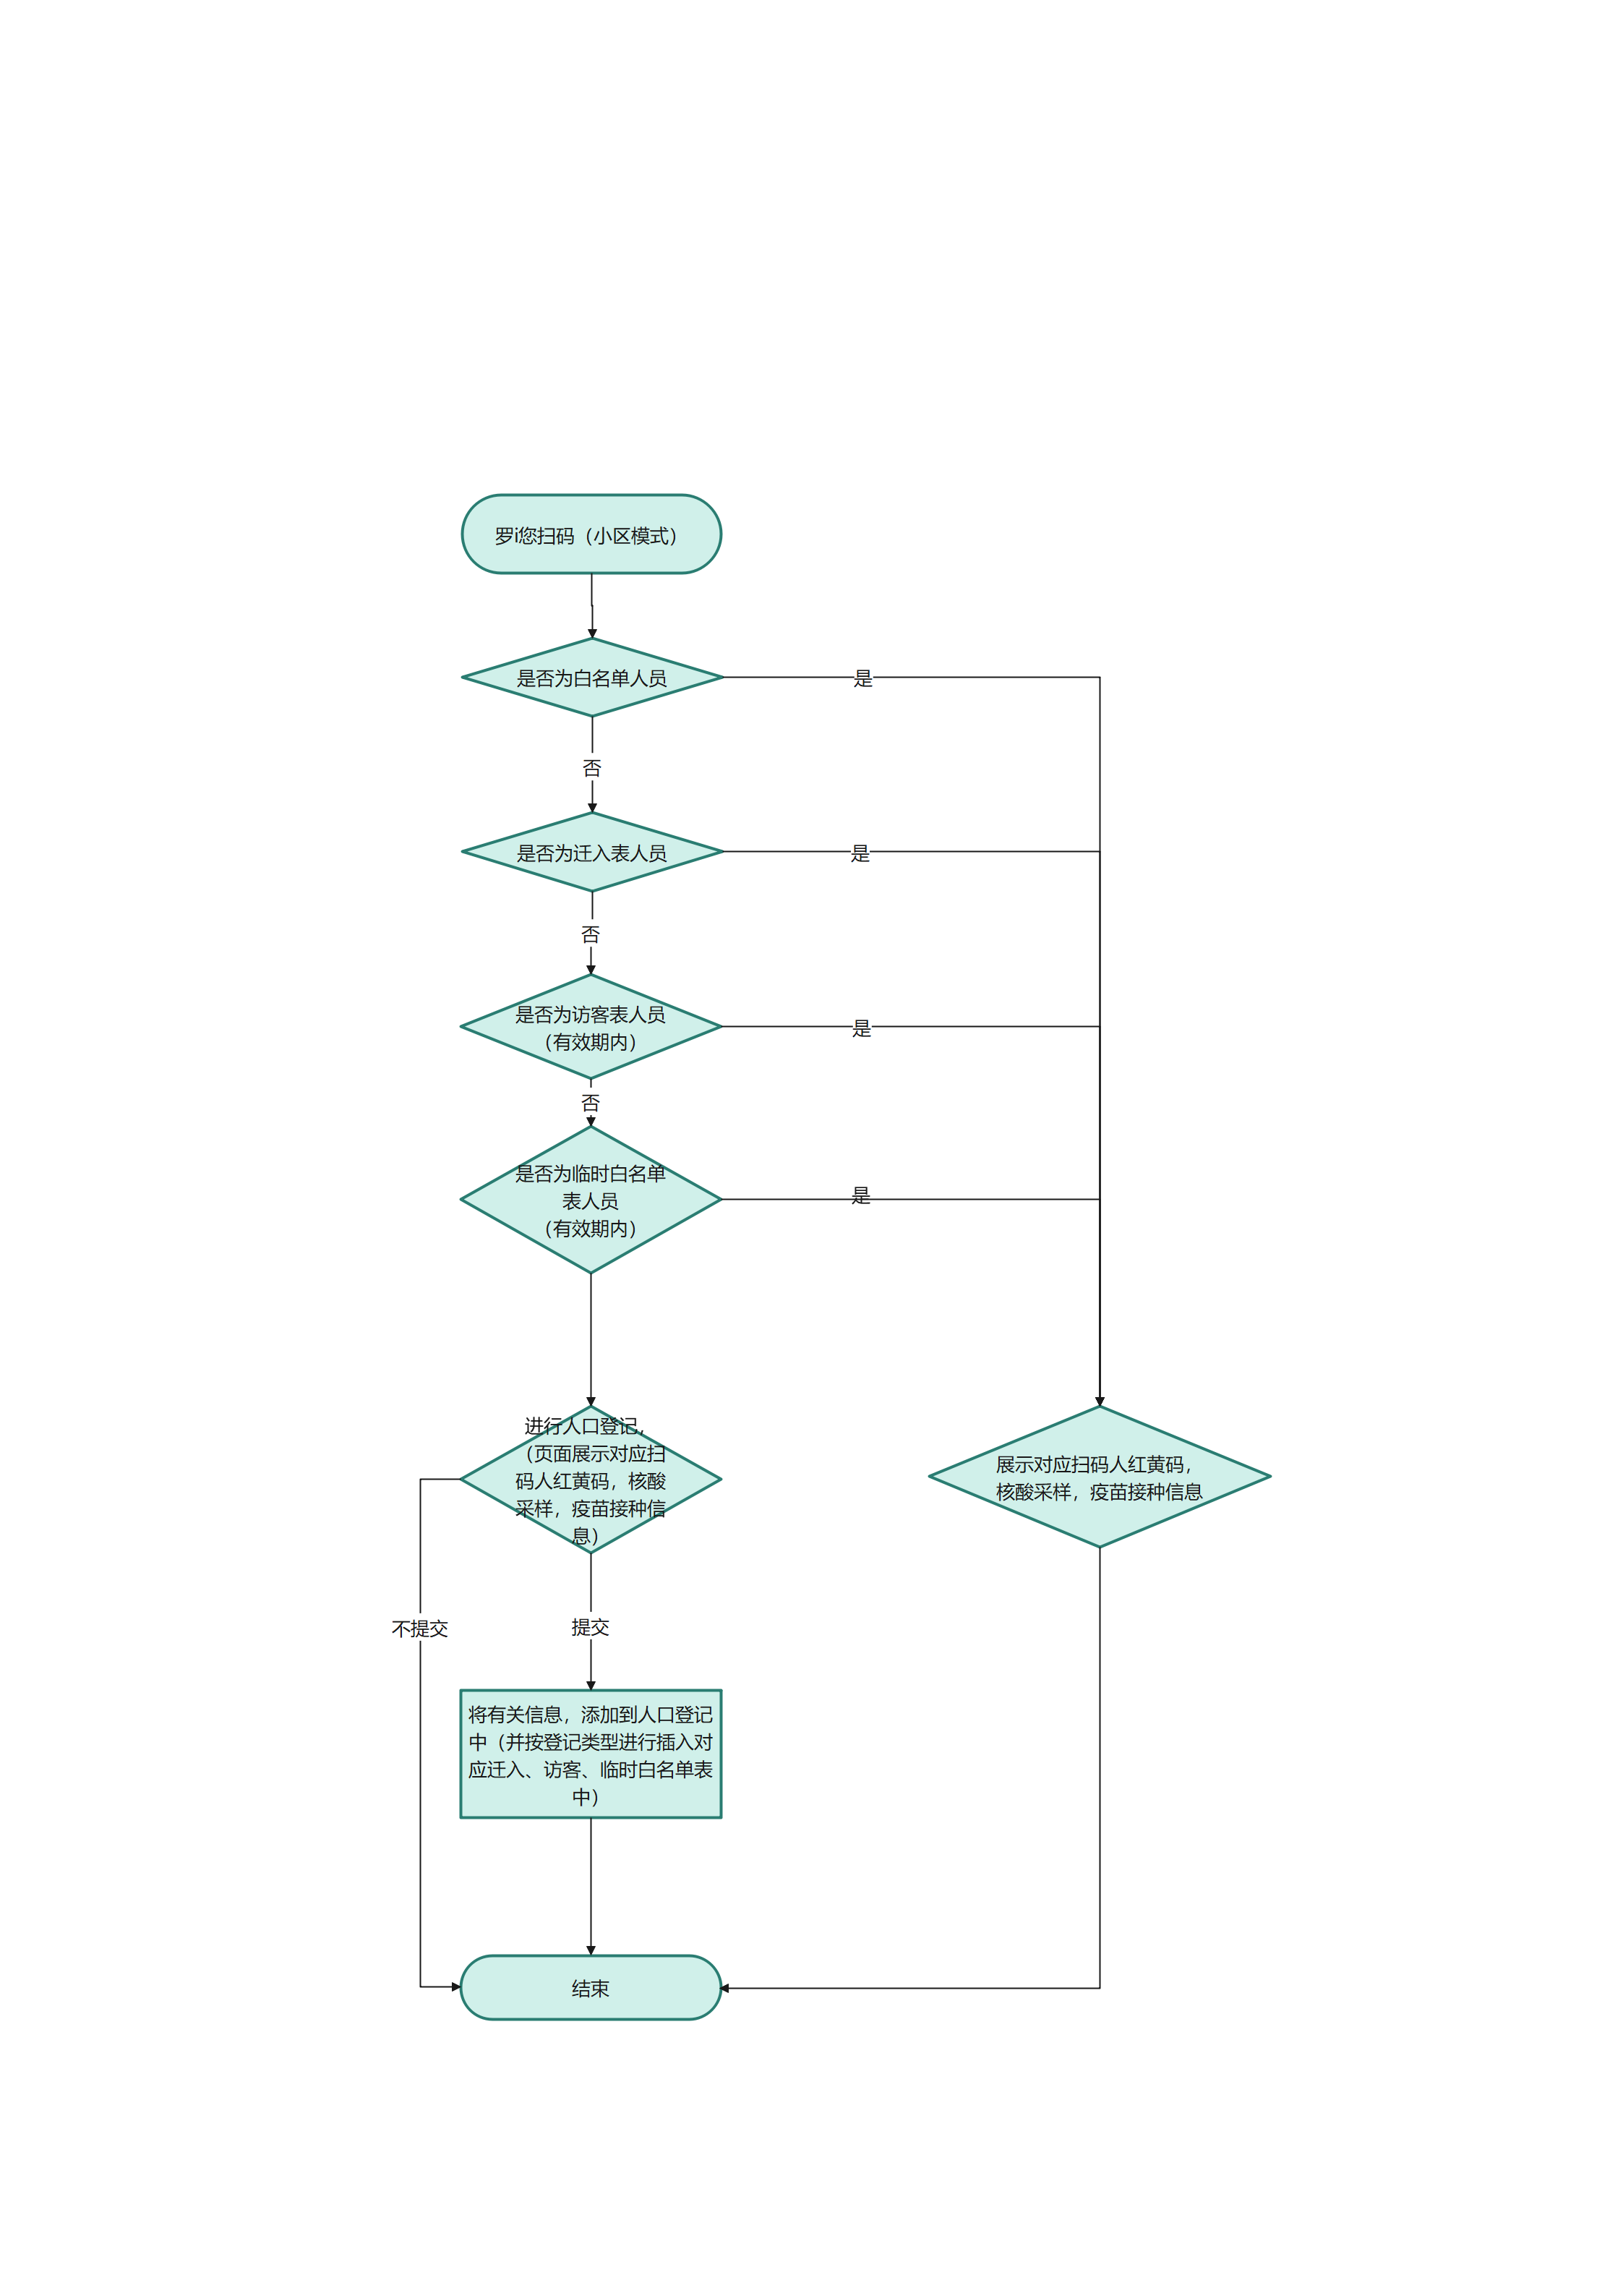 罗i您扫码（小区模式）
是否为白名单人员
是
否
是否为迁入表人员
是
否
是否为访客表人员
（有效期内）
是
否
是否为临时白名单
表人员
（有效期内）
是
进行人口登记，
（页面展示对应扫
码人红黄码，核酸
采样，疫苗接种信
息）
展示对应扫码人红黄码，
核酸采样，疫苗接种信息
不提交
提交
将有关信息，添加到人口登记
中（并按登记类型进行插入对
应迁入、访客、临时白名单表
中）
结束